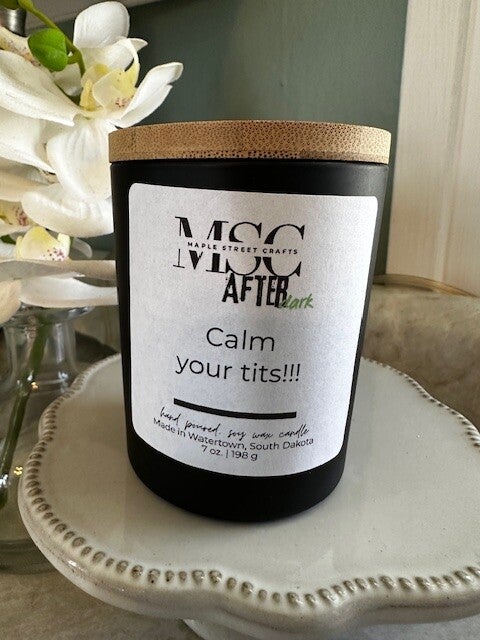 MSC
MAPLE STREET CRAFTS
AFTER
dark
Calm
your tits!!!
hand poured. soy wax candle
Made in Watertown, South Dakota
7 oz. | 198 g